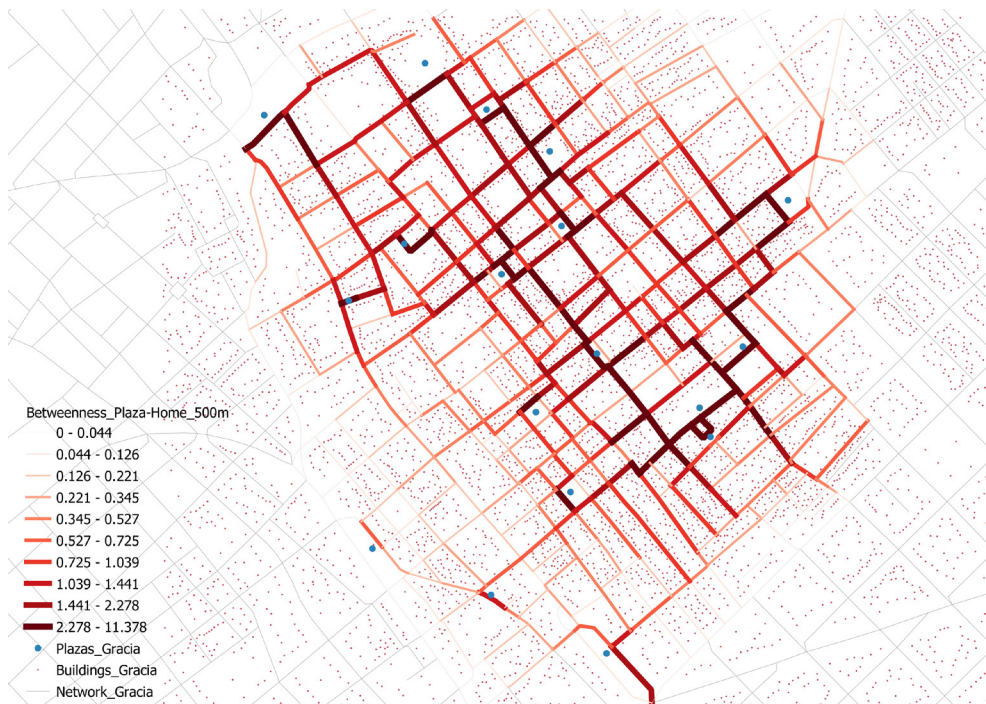 Betweenness_Plaza-Home_500m
0 - 0.044
0.044 - 0.126
0.126 - 0.221
0.221 - 0.345
0.345 - 0.527
0.527 - 0.725
0.725 - 1.039
1.039 - 1.441
1.441 - 2.278
2.278 - 11.378
Plazas_Gracia
Buildings_Gracia
Network_Gracia